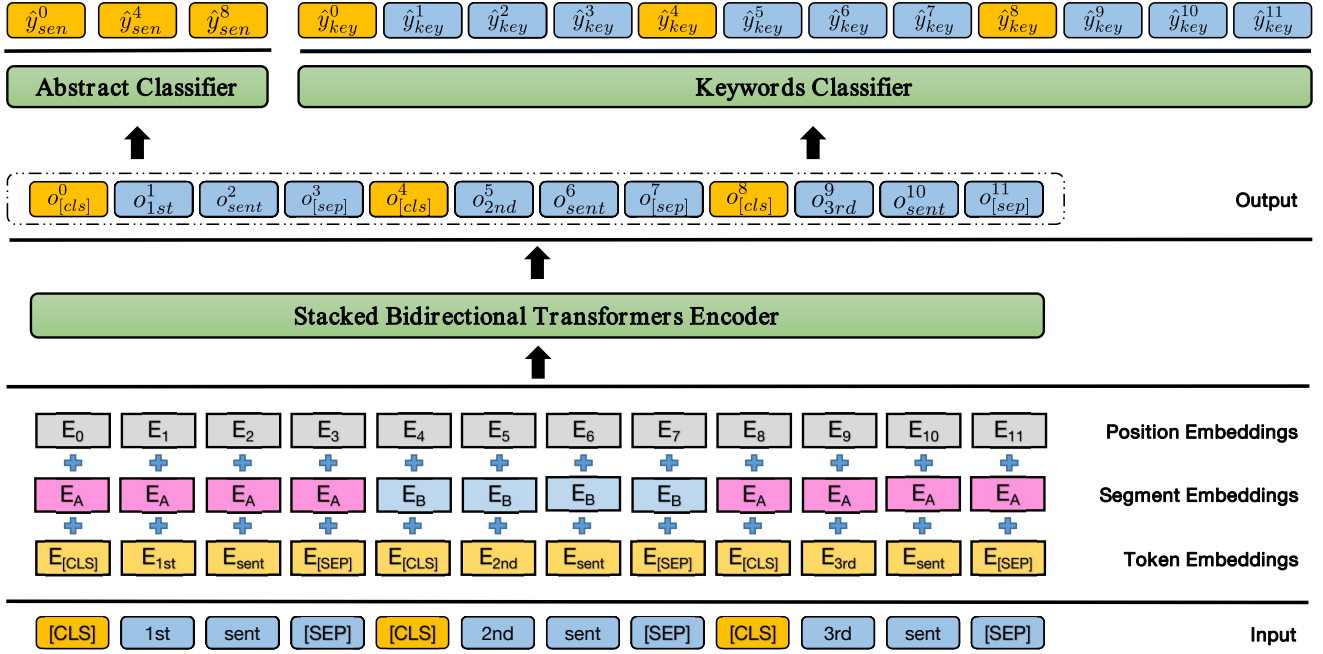 ŷ⁰sen ŷ⁴sen ŷ⁸sen ŷ⁰key ŷ¹key ŷ²key ŷ³key ŷ⁴key ŷ⁵key ŷ⁶key ŷ⁷key ŷ⁸key ŷ⁹key ŷ¹⁰key ŷ¹¹key
Abstract Classifier Keywords Classifier
o⁰[cls] o¹1st o²sent o³[sep] o⁴[cls] o⁵2nd o⁶sent o⁷[sep] o⁸[cls] o⁹3rd o¹⁰sent o¹¹[sep] Output
Stacked Bidirectional Transformers Encoder
E0 E1 E2 E3 E4 E5 E6 E7 E8 E9 E10 E11 Position Embeddings
+ + + + + + + + + + + +
EA EA EA EA EB EB EB EB EA EA EA EA Segment Embeddings
+ + + + + + + + + + + +
E[CLS] E1st Esent E[SEP] E[CLS] E2nd Esent E[SEP] E[CLS] E3rd Esent E[SEP] Token Embeddings
[CLS] 1st sent [SEP] [CLS] 2nd sent [SEP] [CLS] 3rd sent [SEP] Input